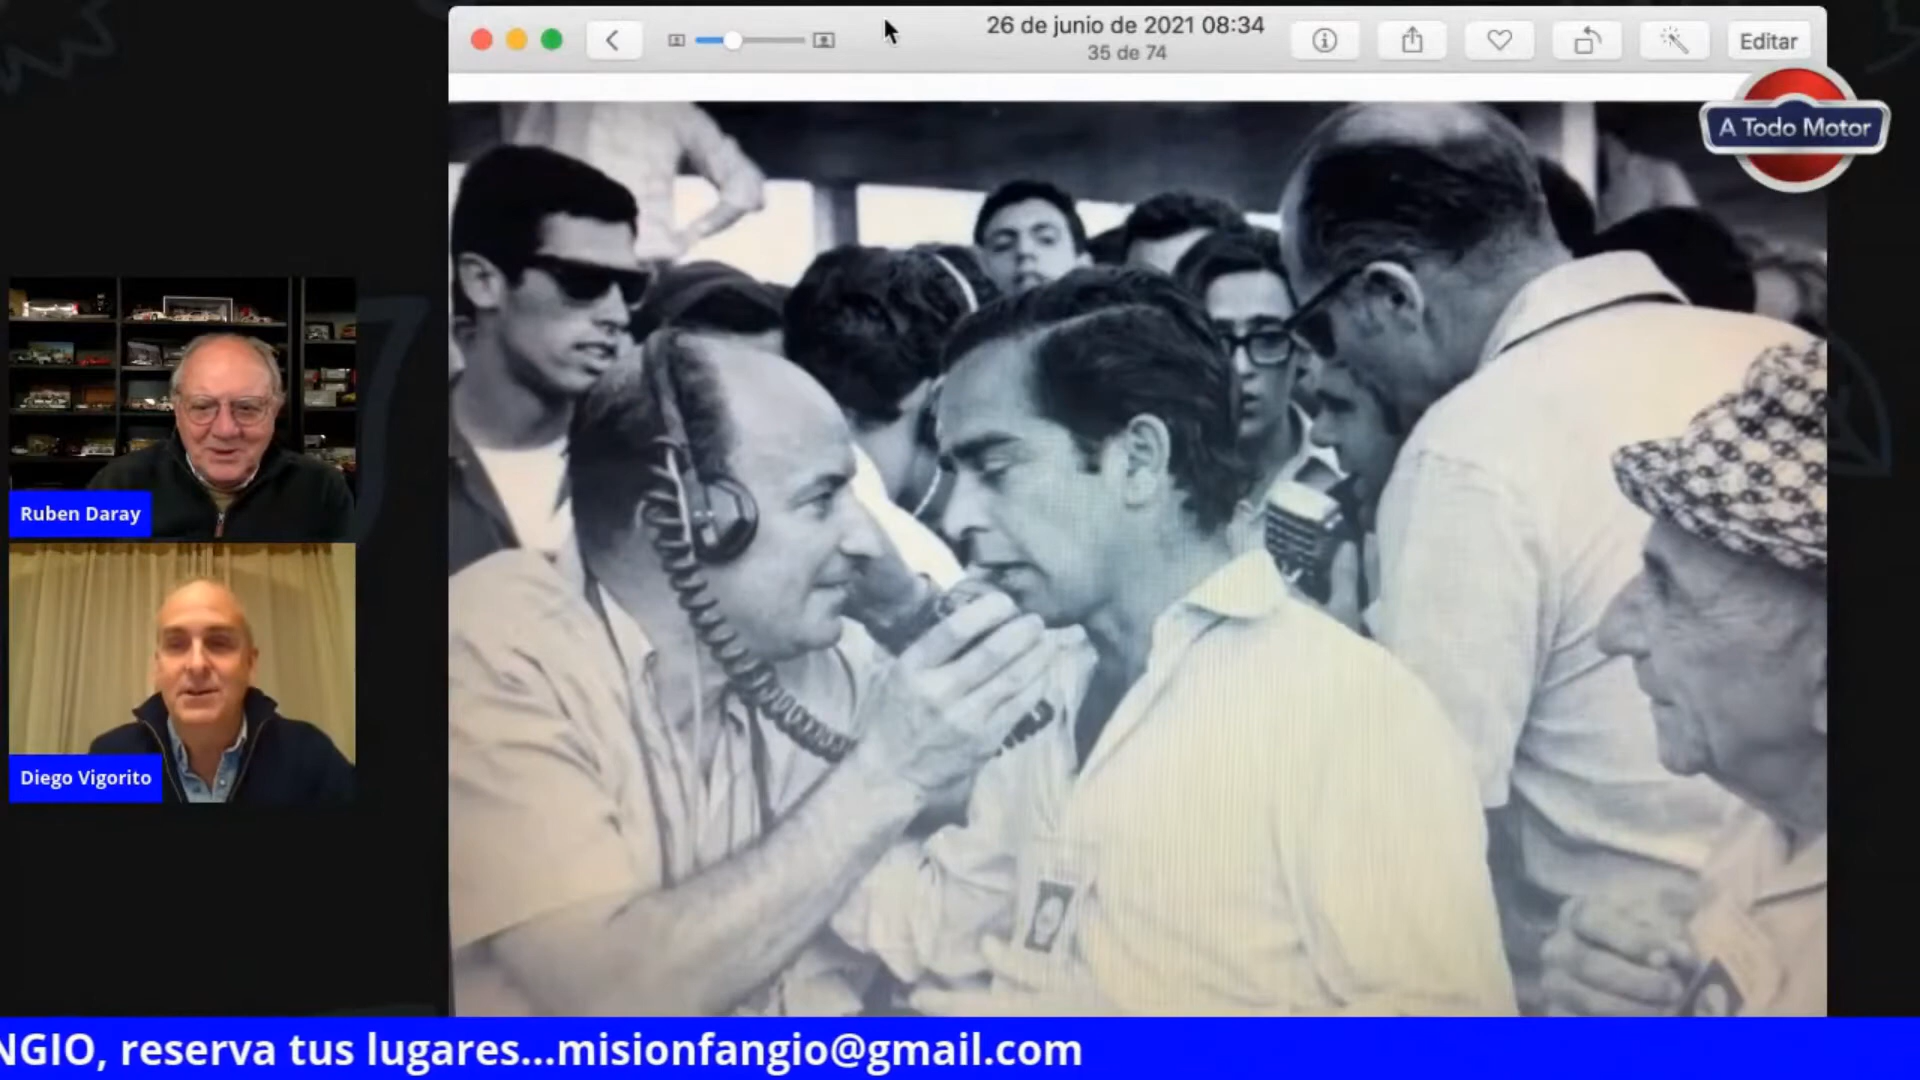 26 de junio de 2021 08:34
35 de 74
Editar
A Todo Motor
Ruben Daray
Diego Vigorito
NGIO, reserva tus lugares...misionfangio@gmail.com